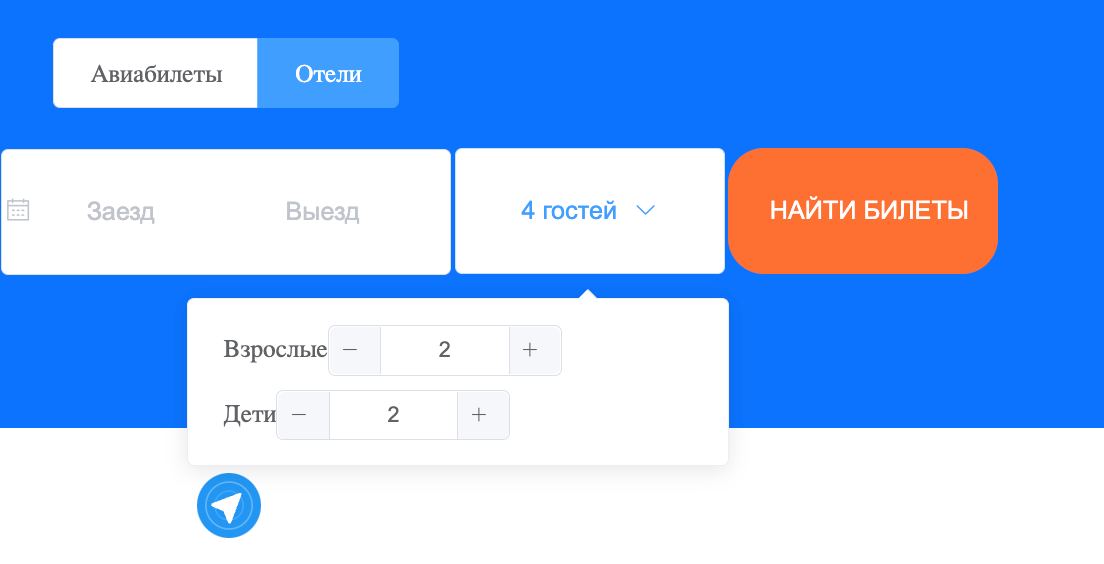 Авиабилеты Отели
Заезд Выезд 4 гостей НАЙТИ БИЛЕТЫ
Взрослые − 2 +
Дети − 2 +